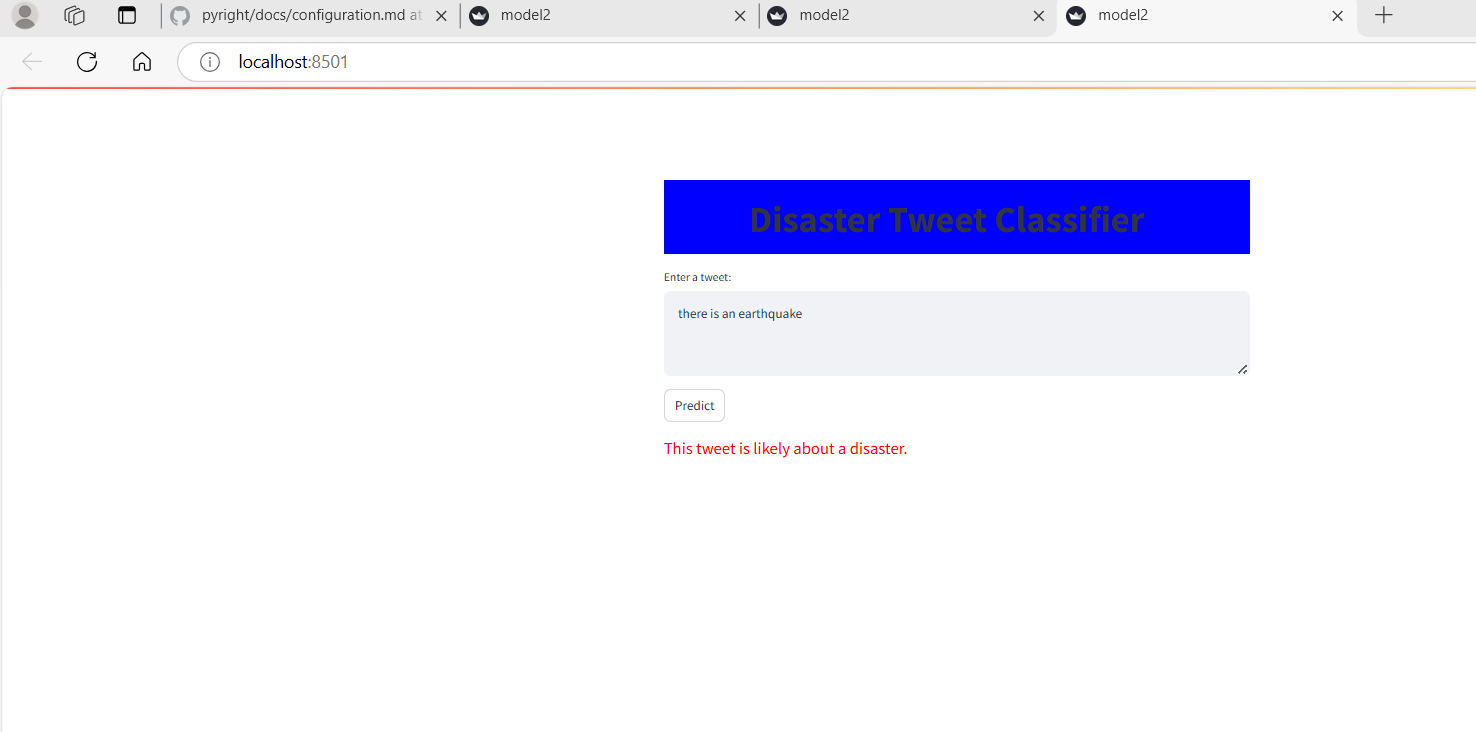 pyright/docs/configuration.md at
model2
model2
model2
localhost:8501
Disaster Tweet Classifier
Enter a tweet:
there is an earthquake
Predict
This tweet is likely about a disaster.